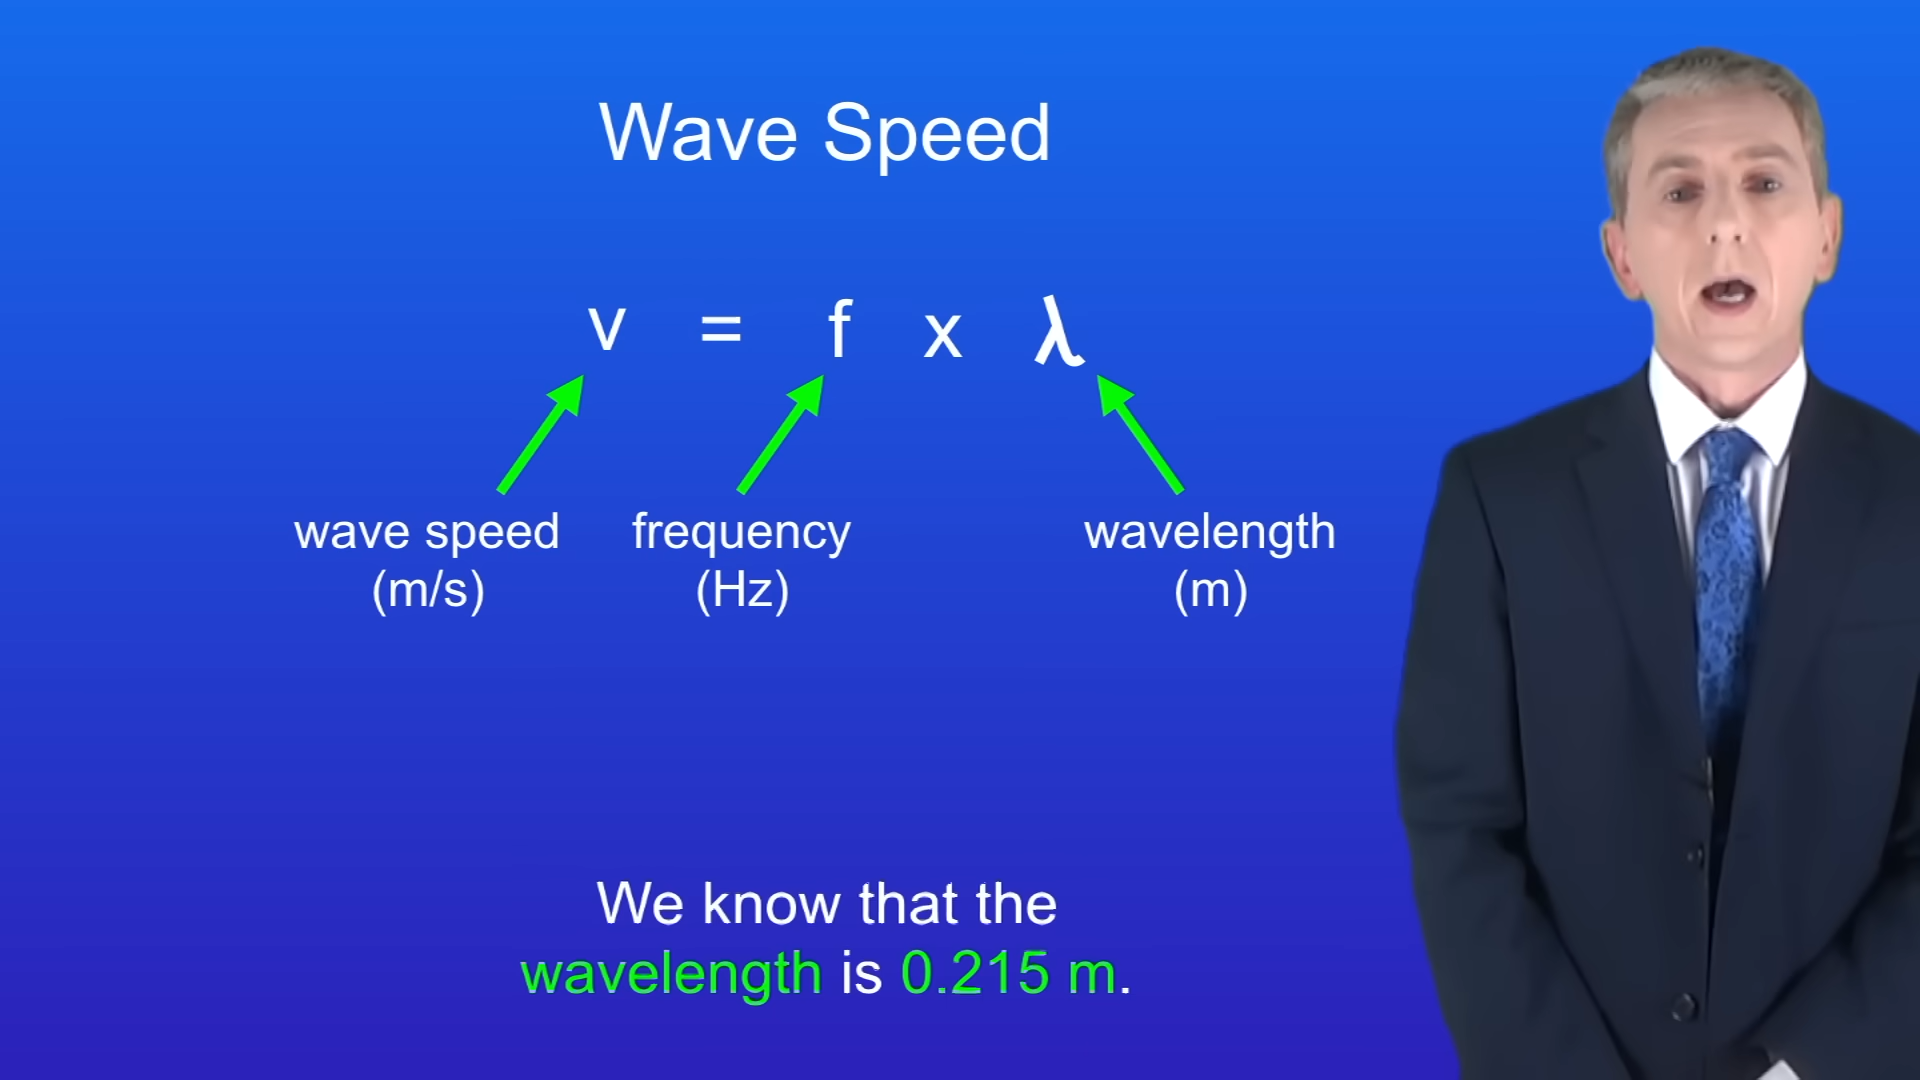 Wave Speed
v = f x λ
wave speed
(m/s)
frequency
(Hz)
wavelength
(m)
We know that the
wavelength is 0.215 m.